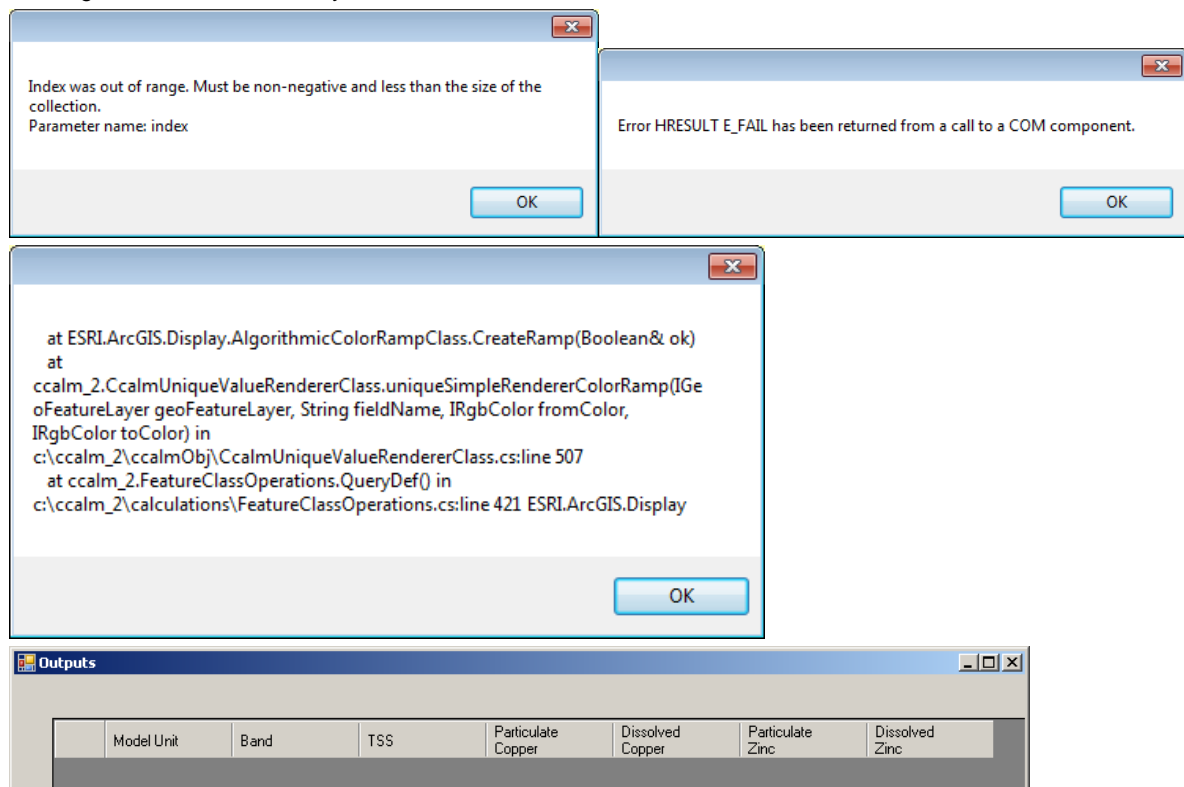 Index was out of range. Must be non-negative and less than the size of the
collection.
Parameter name: index
OK
Error HRESULT E_FAIL has been returned from a call to a COM component.
OK
at ESRI.ArcGIS.Display.AlgorithmicColorRampClass.CreateRamp(Boolean& ok)
at
ccalm_2.CcalmUniqueValueRendererClass.uniqueSimpleRendererColorRamp(IGe
oFeatureLayer geoFeatureLayer, String fieldName, IRgbColor fromColor,
IRgbColor toColor) in
c:\ccalm_2\ccalmObj\CcalmUniqueValueRendererClass.cs:line 507
at ccalm_2.FeatureClassOperations.QueryDef() in
c:\ccalm_2\calculations\FeatureClassOperations.cs:line 421 ESRI.ArcGIS.Display
OK
Outputs
Model Unit
Band
TSS
Particulate
Copper
Dissolved
Copper
Particulate
Zinc
Dissolved
Zinc